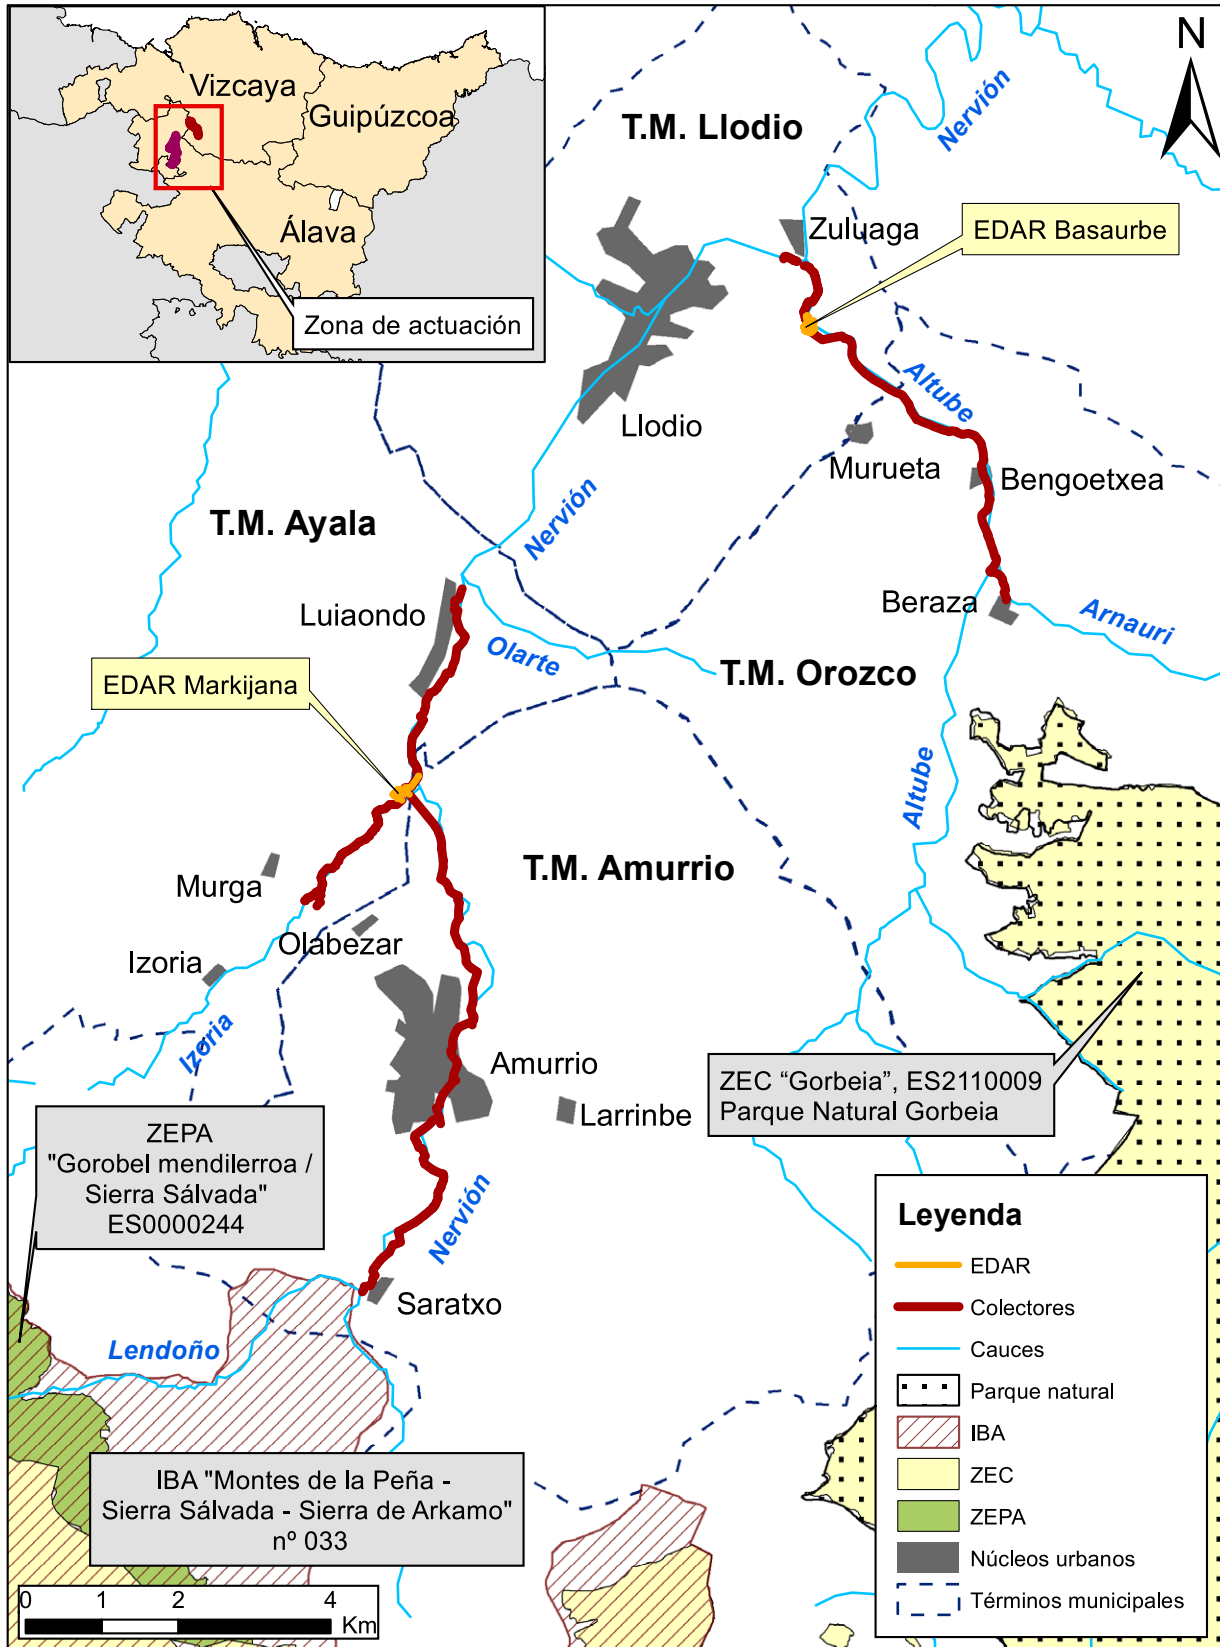 Vizcaya
Guipúzcoa
Álava
Zona de actuación
N
T.M. Llodio
Nervión
Zuluaga
EDAR Basaurbe
Altube
Llodio
Murueta
Bengoetxea
Nervión
T.M. Ayala
Beraza
Arnauri
Luiaondo
Olarte
T.M. Orozco
EDAR Markijana
Altube
T.M. Amurrio
Murga
Olabezar
Izoria
Izoria
Amurrio
Larrinbe
ZEC “Gorbeia”, ES2110009
Parque Natural Gorbeia
ZEPA
"Gorobel mendilerroa /
Sierra Sálvada"
ES0000244
Nervión
Saratxo
Lendoño
IBA "Montes de la Peña -
Sierra Sálvada - Sierra de Arkamo"
nº 033
Leyenda
EDAR
Colectores
Cauces
Parque natural
IBA
ZEC
ZEPA
Núcleos urbanos
Términos municipales
0 1 2 4
Km